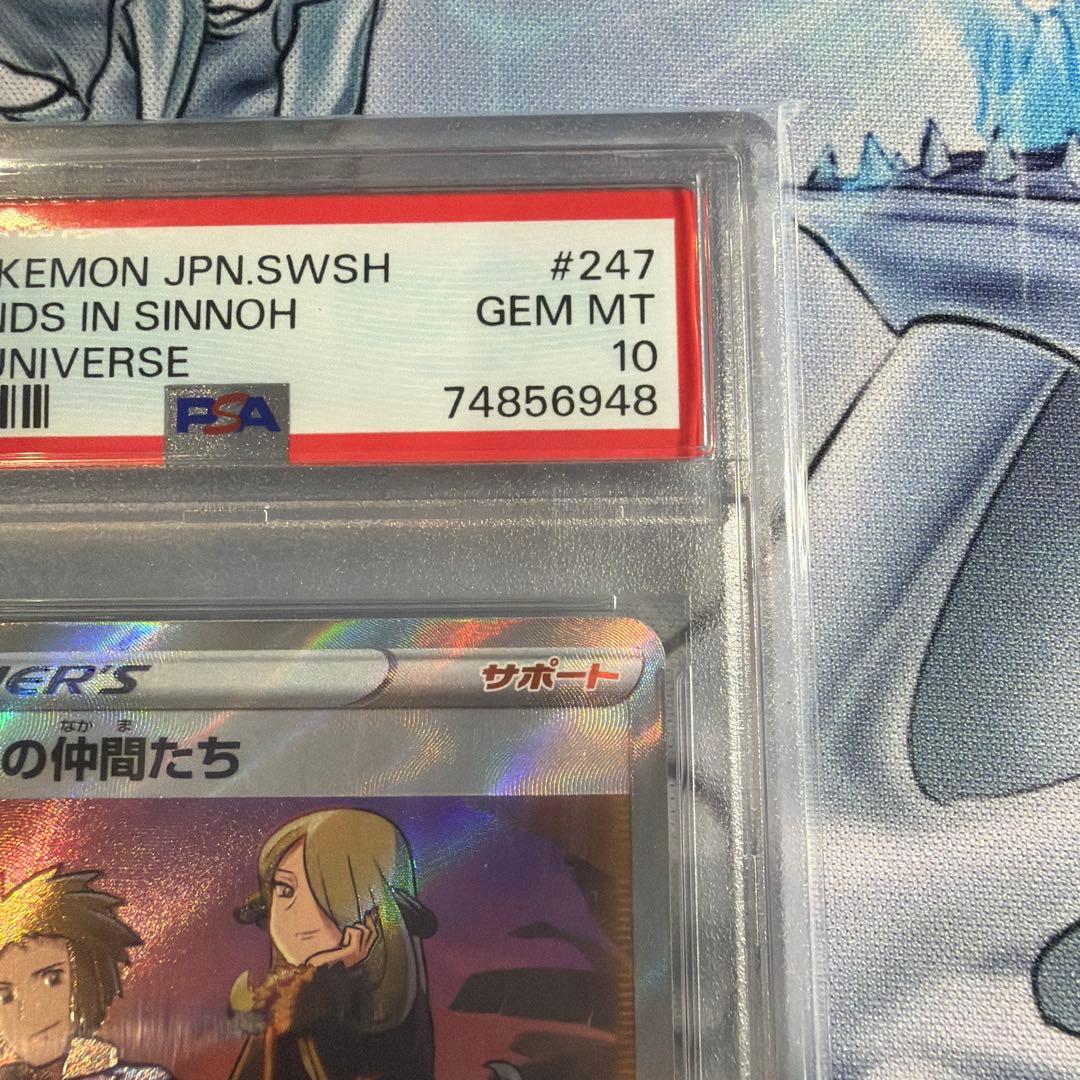 KEMON JPN.SWSH #247
NDS IN SINNOH GEM MT
UNIVERSE 10
PSA 74856948
NER'S サポート
なかま
の仲間たち